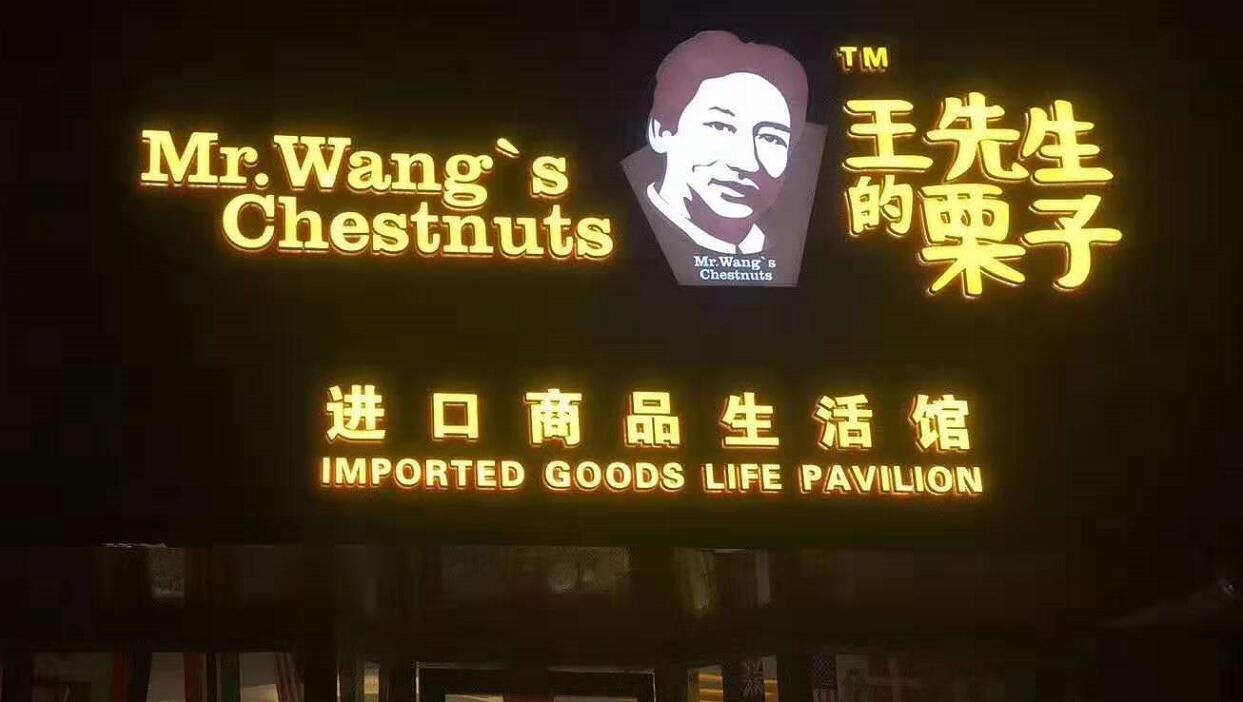 Mr.Wang`s
Chestnuts
Mr.Wang`s
Chestnuts
TM
王先生
的栗子
进口商品生活馆
IMPORTED GOODS LIFE PAVILION